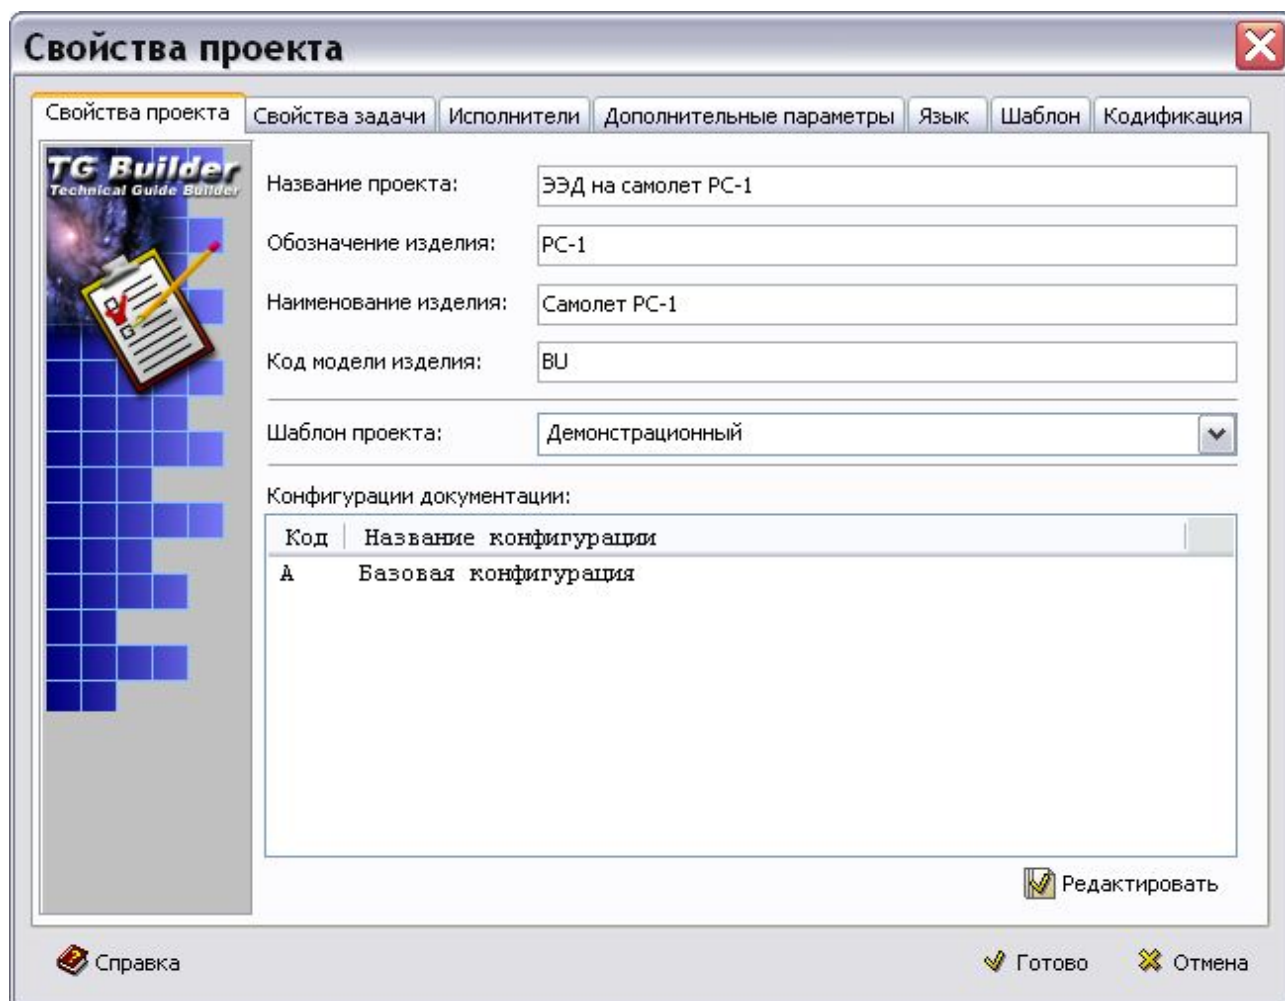 Свойства проекта
Свойства проекта Свойства задачи Исполнители Дополнительные параметры Язык Шаблон Кодификация
TG Builder
Technical Guide Builder
Название проекта: ЭЭД на самолет РС-1
Обозначение изделия: РС-1
Наименование изделия: Самолет РС-1
Код модели изделия: BU
Шаблон проекта: Демонстрационный
Конфигурации документации:
Код Название конфигурации
А Базовая конфигурация
Редактировать
Справка Готово Отмена